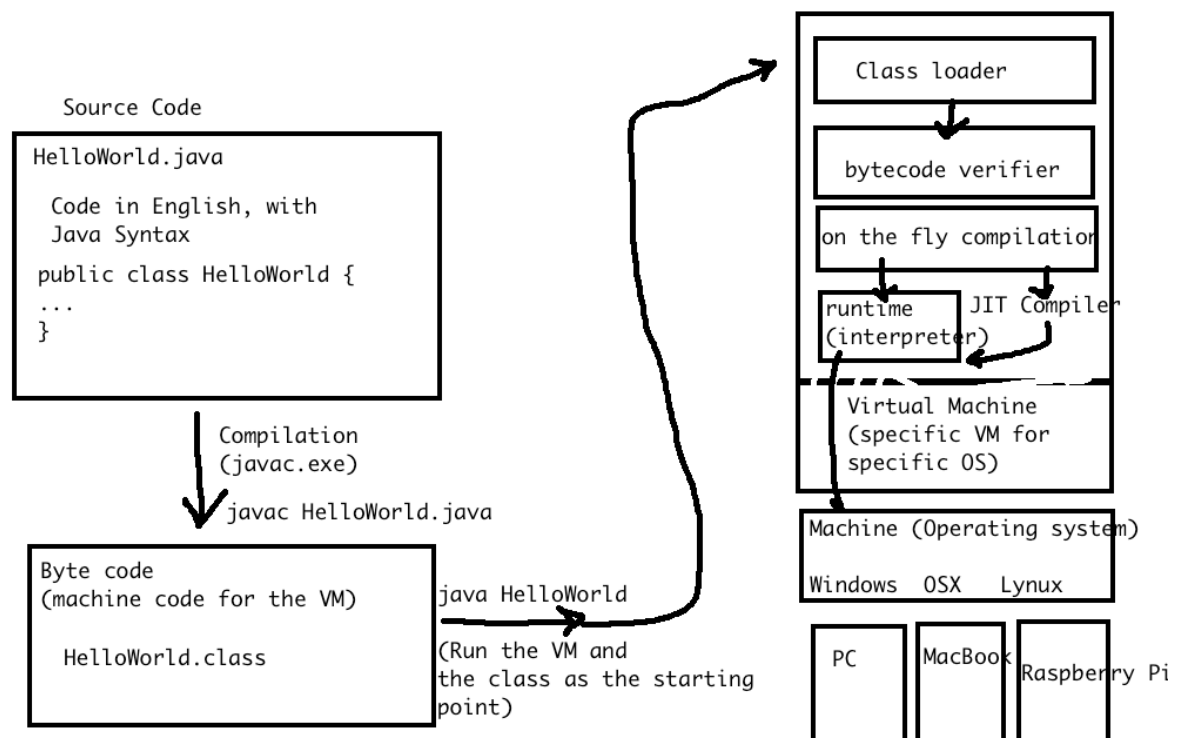 Source Code
HelloWorld.java
Code in English, with
Java Syntax
public class HelloWorld {
...
}
Compilation
(javac.exe)
javac HelloWorld.java
Byte code
(machine code for the VM)
HelloWorld.class
java HelloWorld
(Run the VM and
the class as the starting
point)
Class loader
bytecode verifier
on the fly compilation
runtime
(interpreter)
JIT Compiler
Virtual Machine
(specific VM for
specific OS)
Machine (Operating system)
Windows OSX Lynux
PC
MacBook
Raspberry Pi